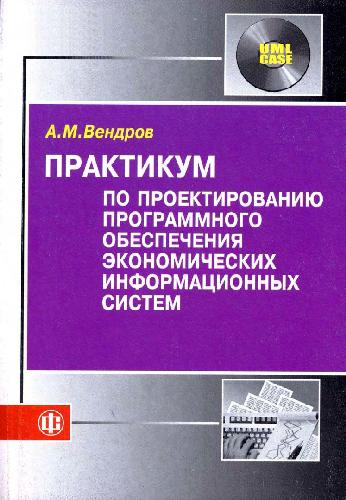 UML
CASE
А.М.Вендров
ПРАКТИКУМ
ПО ПРОЕКТИРОВАНИЮ
ПРОГРАММНОГО
ОБЕСПЕЧЕНИЯ
ЭКОНОМИЧЕСКИХ
ИНФОРМАЦИОННЫХ
СИСТЕМ